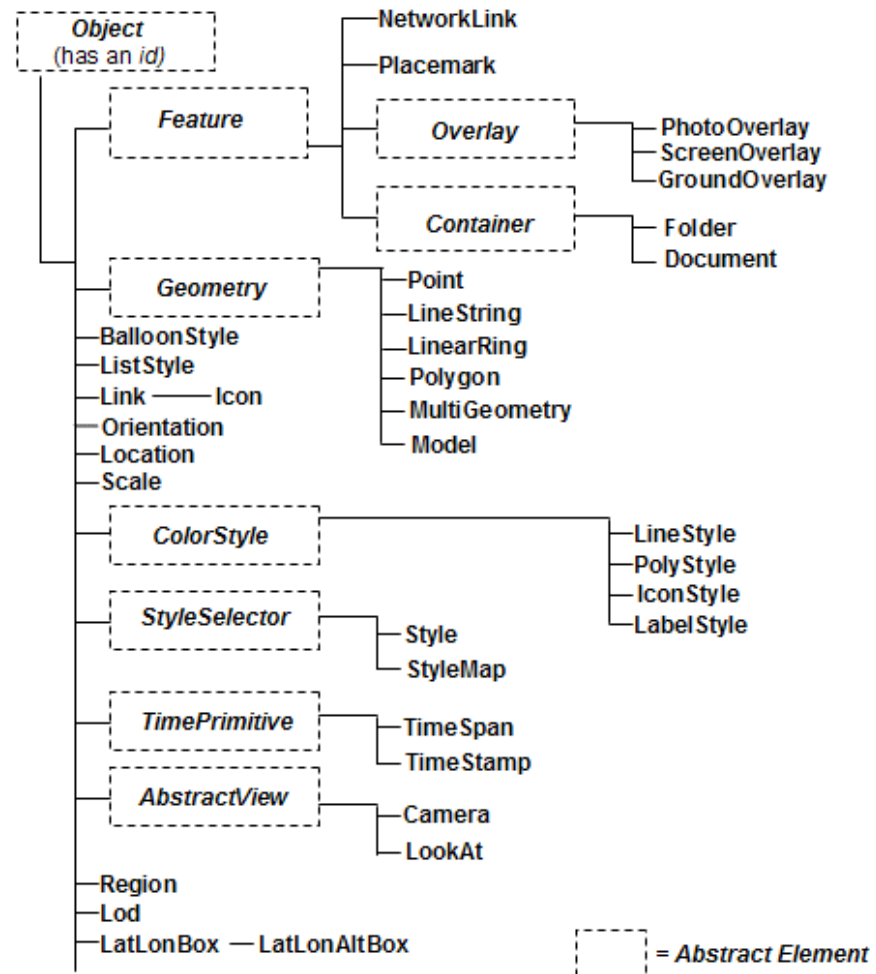 Object
(has an id)
NetworkLink
Placemark
Feature
Overlay
PhotoOverlay
ScreenOverlay
GroundOverlay
Container
Folder
Document
Geometry
Point
LineString
LinearRing
Polygon
MultiGeometry
Model
BalloonStyle
ListStyle
Link Icon
Orientation
Location
Scale
ColorStyle
LineStyle
PolyStyle
IconStyle
LabelStyle
StyleSelector
Style
StyleMap
TimePrimitive
TimeSpan
TimeStamp
AbstractView
Camera
LookAt
Region
Lod
LatLonBox LatLonAltBox
= Abstract Element